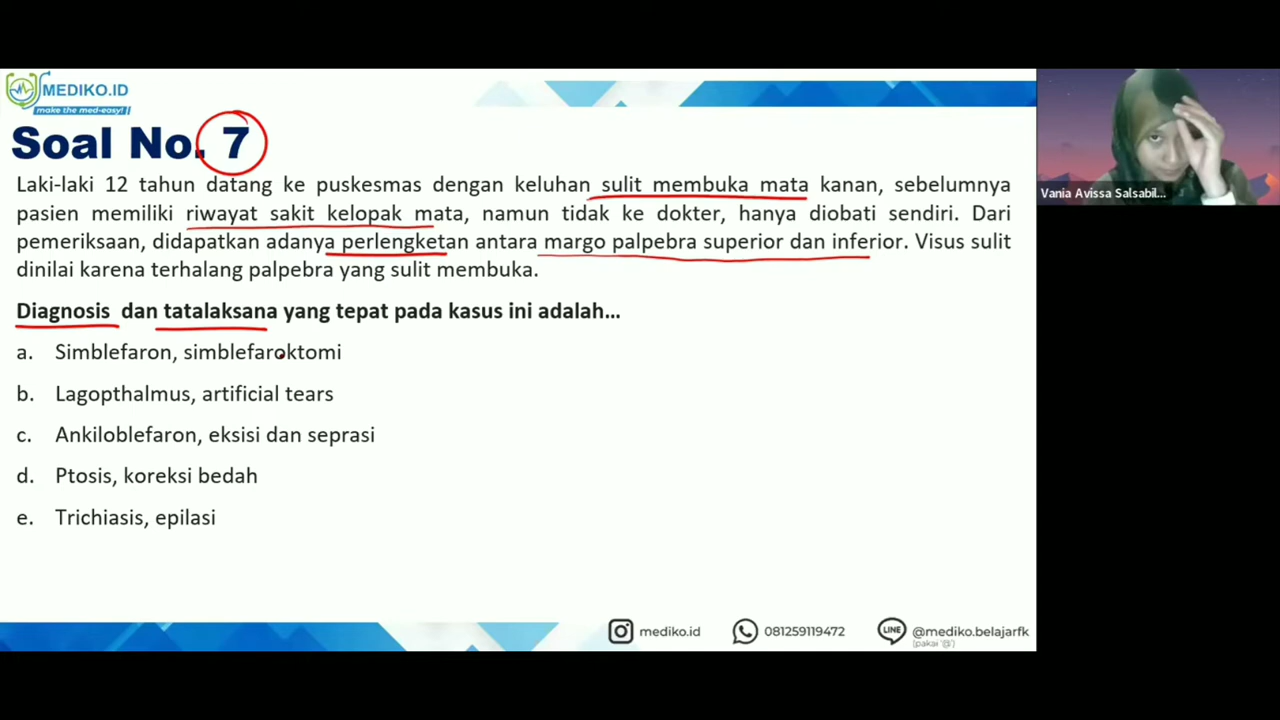 MEDIKO.ID
make the med-easy!
Soal No. 7
Laki-laki 12 tahun datang ke puskesmas dengan keluhan sulit membuka mata kanan, sebelumnya
pasien memiliki riwayat sakit kelopak mata, namun tidak ke dokter, hanya diobati sendiri. Dari
pemeriksaan, didapatkan adanya perlengketan antara margo palpebra superior dan inferior. Visus sulit
dinilai karena terhalang palpebra yang sulit membuka.
Diagnosis dan tatalaksana yang tepat pada kasus ini adalah...
a. Simblefaron, simblefaroktomi
b. Lagopthalmus, artificial tears
c. Ankiloblefaron, eksisi dan seprasi
d. Ptosis, koreksi bedah
e. Trichiasis, epilasi
Vania Avissa Salsabil...
mediko.id
081259119472
LINE
@mediko.belajarfk
(pakai '@')